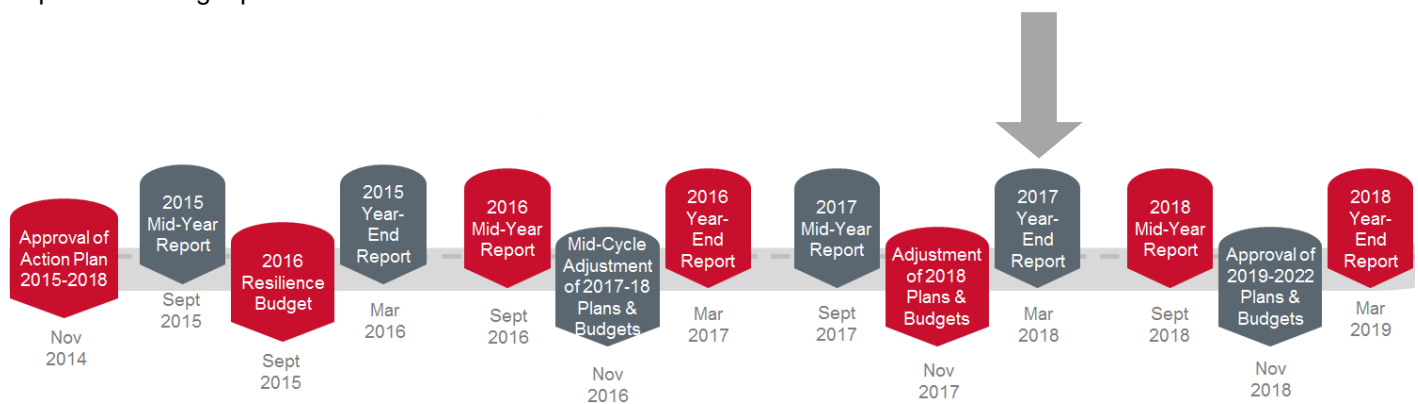 Approval of
Action Plan
2015-2018
Nov
2014
2015
Mid-Year
Report
Sept
2015
2016
Resilience
Budget
Sept
2015
2015
Year-
End
Report
Mar
2016
2016
Mid-Year
Report
Sept
2016
Mid-Cycle
Adjustment
of 2017-18
Plans &
Budgets
Nov
2016
2016
Year-
End
Report
Mar
2017
2017
Mid-Year
Report
Sept
2017
Adjustment
of 2018
Plans &
Budgets
Nov
2017
2017
Year-
End
Report
Mar
2018
2018
Mid-Year
Report
Sept
2018
Approval of
2019-2022
Plans &
Budgets
Nov
2018
2018
Year-
End
Report
Mar
2019